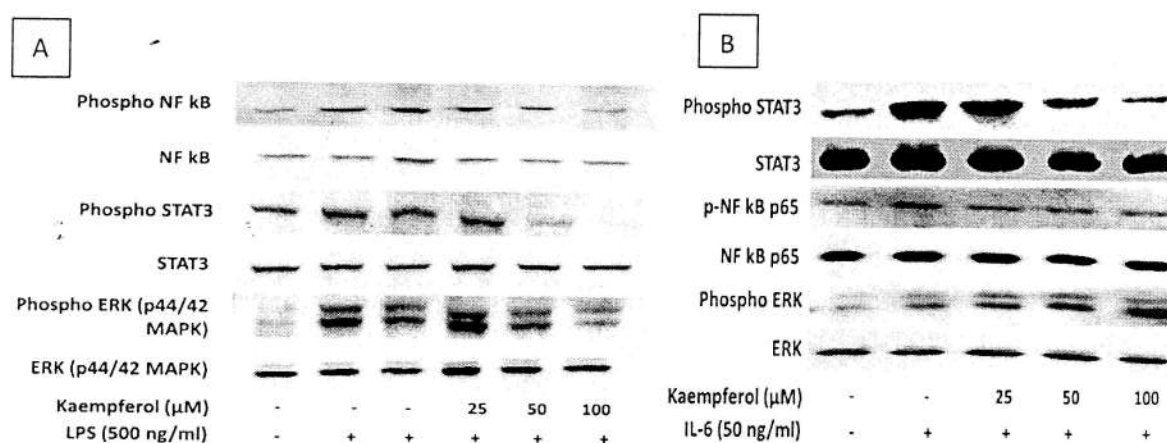 A
Phospho NF kB
NF kB
Phospho STAT3
STAT3
Phospho ERK (p44/42
MAPK)
ERK (p44/42 MAPK)
Kaempferol (μM) - - - 25 50 100
LPS (500 ng/ml) - + + + + +
B
Phospho STAT3
STAT3
p-NF kB p65
NF kB p65
Phospho ERK
ERK
Kaempferol (μM) - - 25 50 100
IL-6 (50 ng/ml) - + + + +